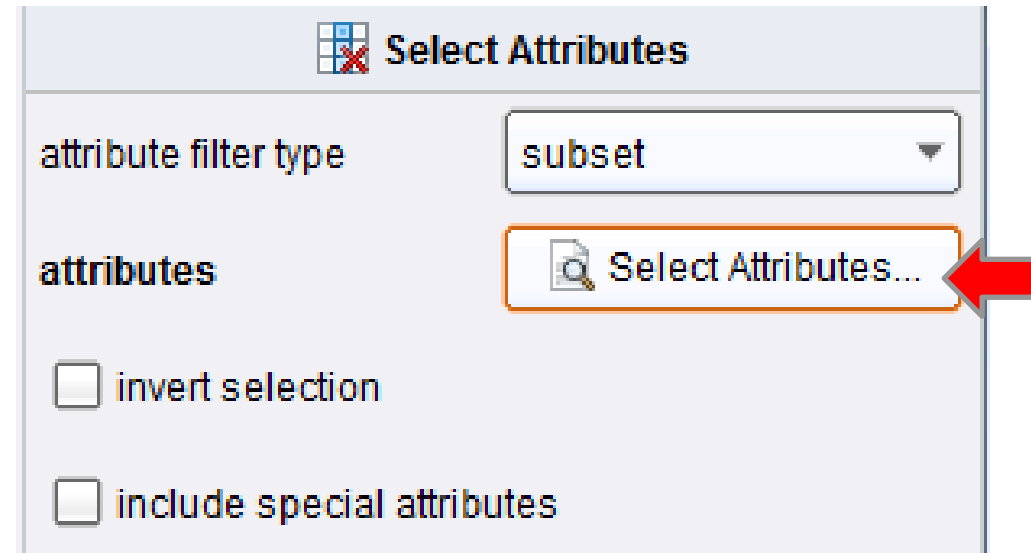 Select Attributes
attribute filter type subset
attributes Select Attributes...
invert selection
include special attributes